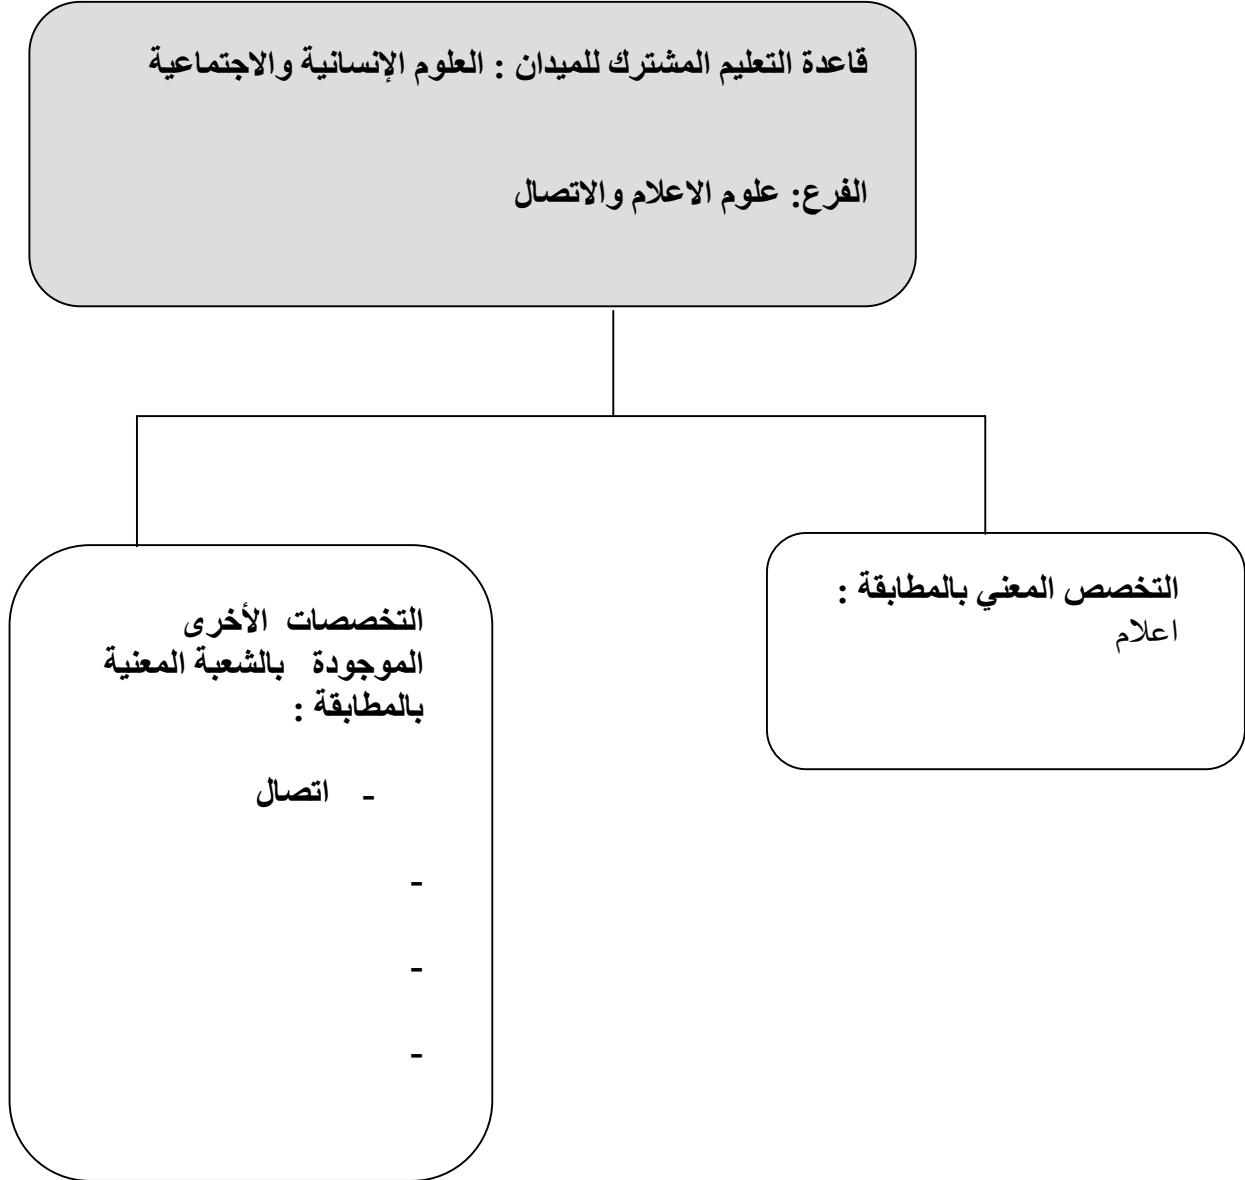 قاعدة التعليم المشترك للميدان : العلوم الإنسانية والاجتماعية
الفرع: علوم الاعلام والاتصال
التخصص المعني بالمطابقة :
اعلام
التخصصات الأخرى
الموجودة بالشعبة المعنية
بالمطابقة :
- اتصال
-
-
-